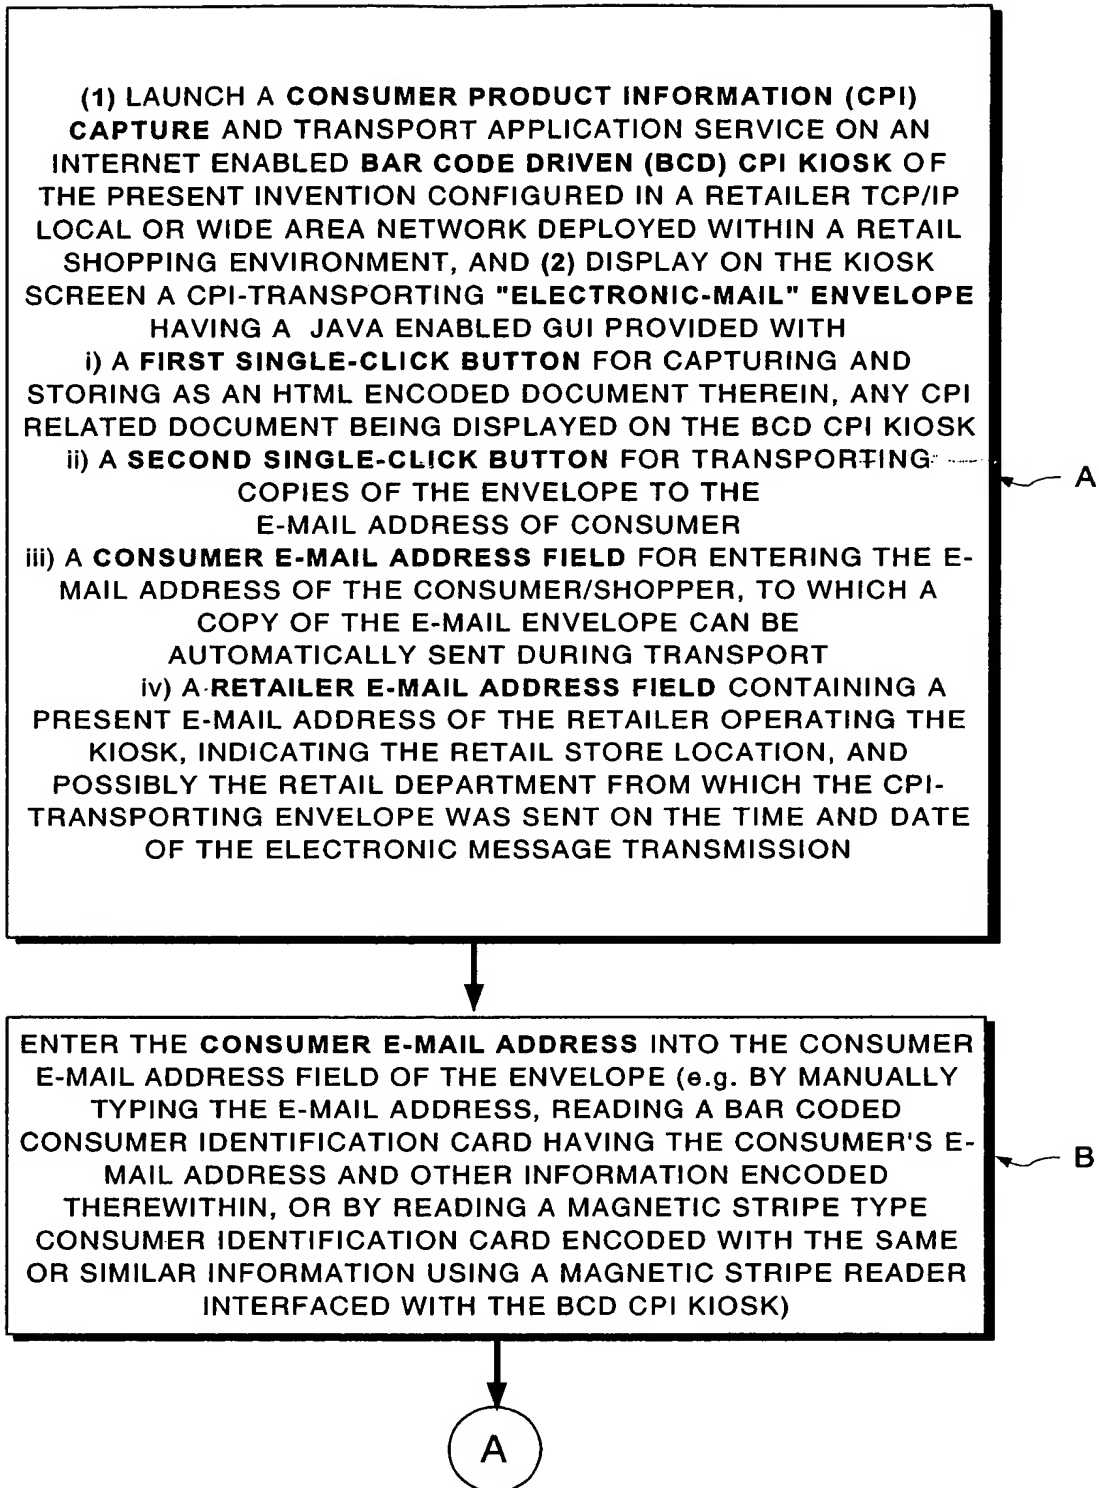 (1) LAUNCH A CONSUMER PRODUCT INFORMATION (CPI)
CAPTURE AND TRANSPORT APPLICATION SERVICE ON AN
INTERNET ENABLED BAR CODE DRIVEN (BCD) CPI KIOSK OF
THE PRESENT INVENTION CONFIGURED IN A RETAILER TCP/IP
LOCAL OR WIDE AREA NETWORK DEPLOYED WITHIN A RETAIL
SHOPPING ENVIRONMENT, AND (2) DISPLAY ON THE KIOSK
SCREEN A CPI-TRANSPORTING "ELECTRONIC-MAIL" ENVELOPE
HAVING A JAVA ENABLED GUI PROVIDED WITH
i) A FIRST SINGLE-CLICK BUTTON FOR CAPTURING AND
STORING AS AN HTML ENCODED DOCUMENT THEREIN, ANY CPI
RELATED DOCUMENT BEING DISPLAYED ON THE BCD CPI KIOSK
ii) A SECOND SINGLE-CLICK BUTTON FOR TRANSPORTING
COPIES OF THE ENVELOPE TO THE
E-MAIL ADDRESS OF CONSUMER
iii) A CONSUMER E-MAIL ADDRESS FIELD FOR ENTERING THE E-
MAIL ADDRESS OF THE CONSUMER/SHOPPER, TO WHICH A
COPY OF THE E-MAIL ENVELOPE CAN BE
AUTOMATICALLY SENT DURING TRANSPORT
iv) A RETAILER E-MAIL ADDRESS FIELD CONTAINING A
PRESENT E-MAIL ADDRESS OF THE RETAILER OPERATING THE
KIOSK, INDICATING THE RETAIL STORE LOCATION, AND
POSSIBLY THE RETAIL DEPARTMENT FROM WHICH THE CPI-
TRANSPORTING ENVELOPE WAS SENT ON THE TIME AND DATE
OF THE ELECTRONIC MESSAGE TRANSMISSION
A
ENTER THE CONSUMER E-MAIL ADDRESS INTO THE CONSUMER
E-MAIL ADDRESS FIELD OF THE ENVELOPE (e.g. BY MANUALLY
TYPING THE E-MAIL ADDRESS, READING A BAR CODED
CONSUMER IDENTIFICATION CARD HAVING THE CONSUMER'S E-
MAIL ADDRESS AND OTHER INFORMATION ENCODED
THEREWITHIN, OR BY READING A MAGNETIC STRIPE TYPE
CONSUMER IDENTIFICATION CARD ENCODED WITH THE SAME
OR SIMILAR INFORMATION USING A MAGNETIC STRIPE READER
INTERFACED WITH THE BCD CPI KIOSK)
B
A